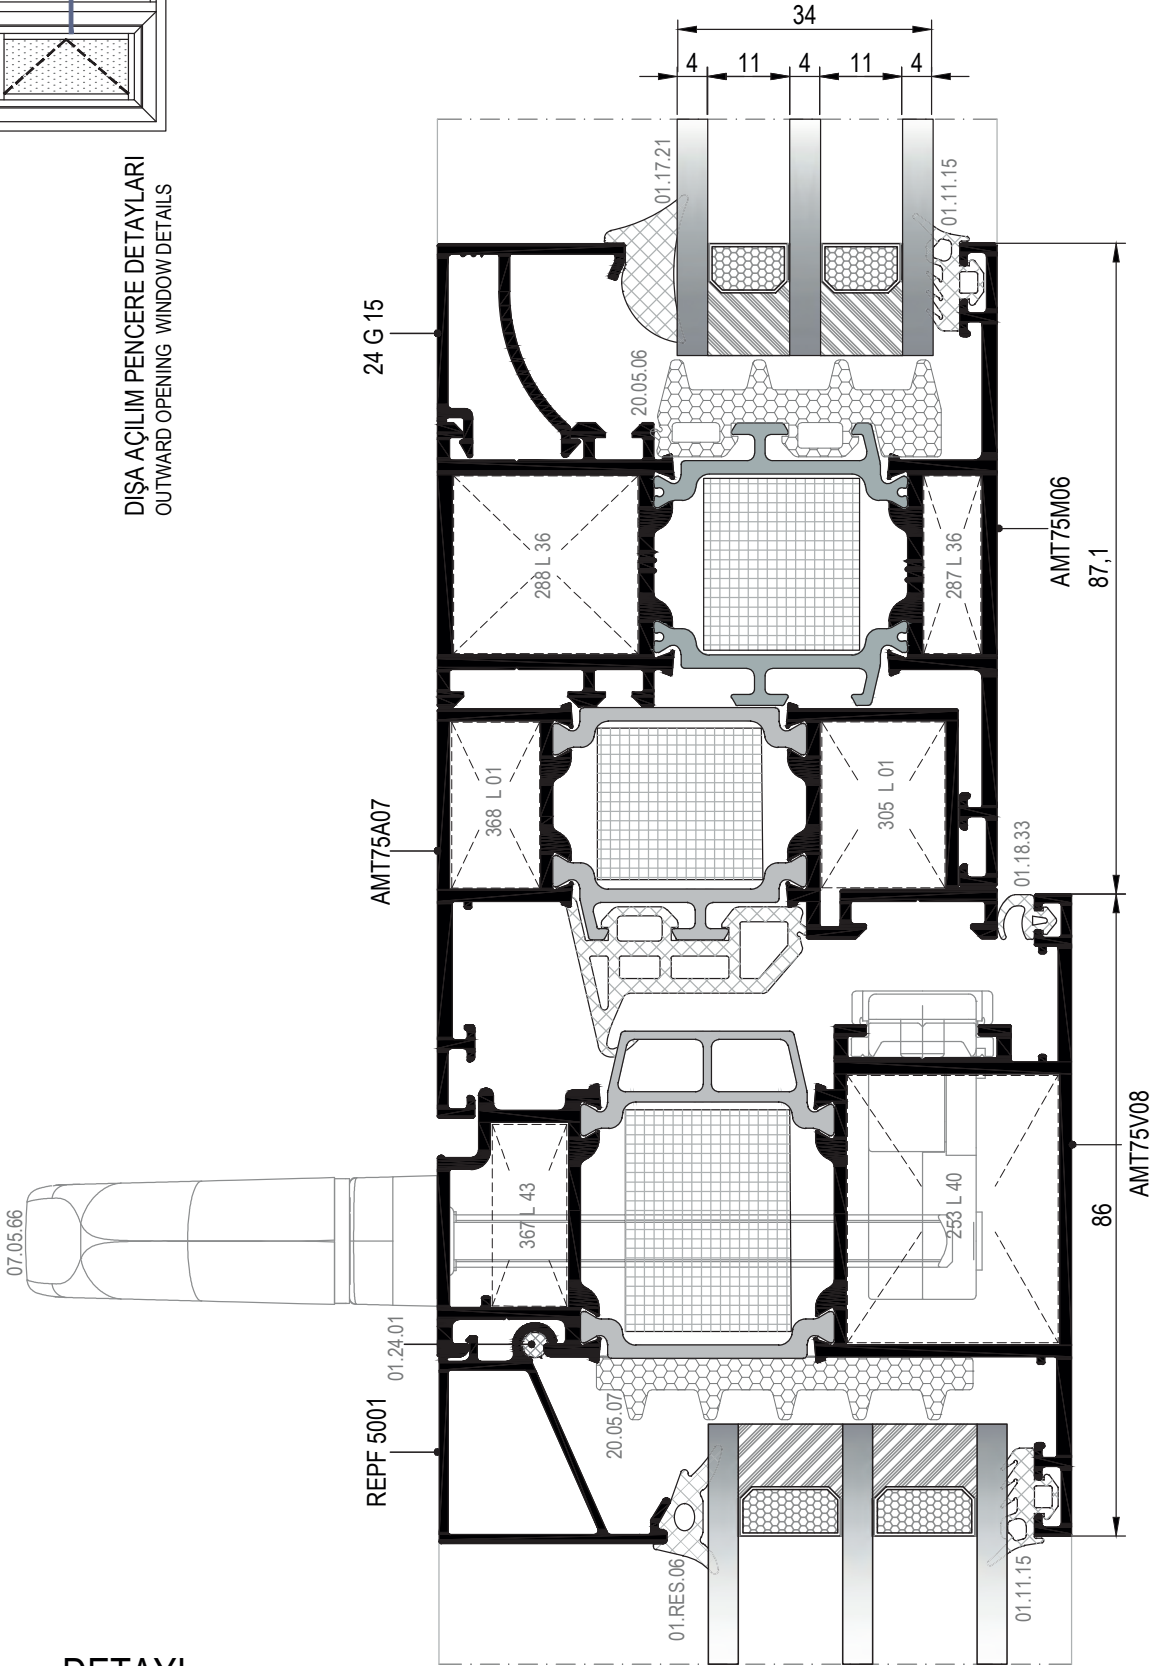 34
4
11
4
11
4
DIŞA AÇILIM PENCERE DETAYLARI
OUTWARD OPENING WINDOW DETAILS
01.17.21
01.11.15
24 G 15
20.05.06
288 L 36
287 L 36
AMT75M06
87,1
AMT75A07
368 L 01
305 L 01
01.18.33
07.05.66
367 L 43
253 L 40
AMT75V08
86
01.24.01
REPF 5001
20.05.07
01.RES.06
01.11.15
DETAYI